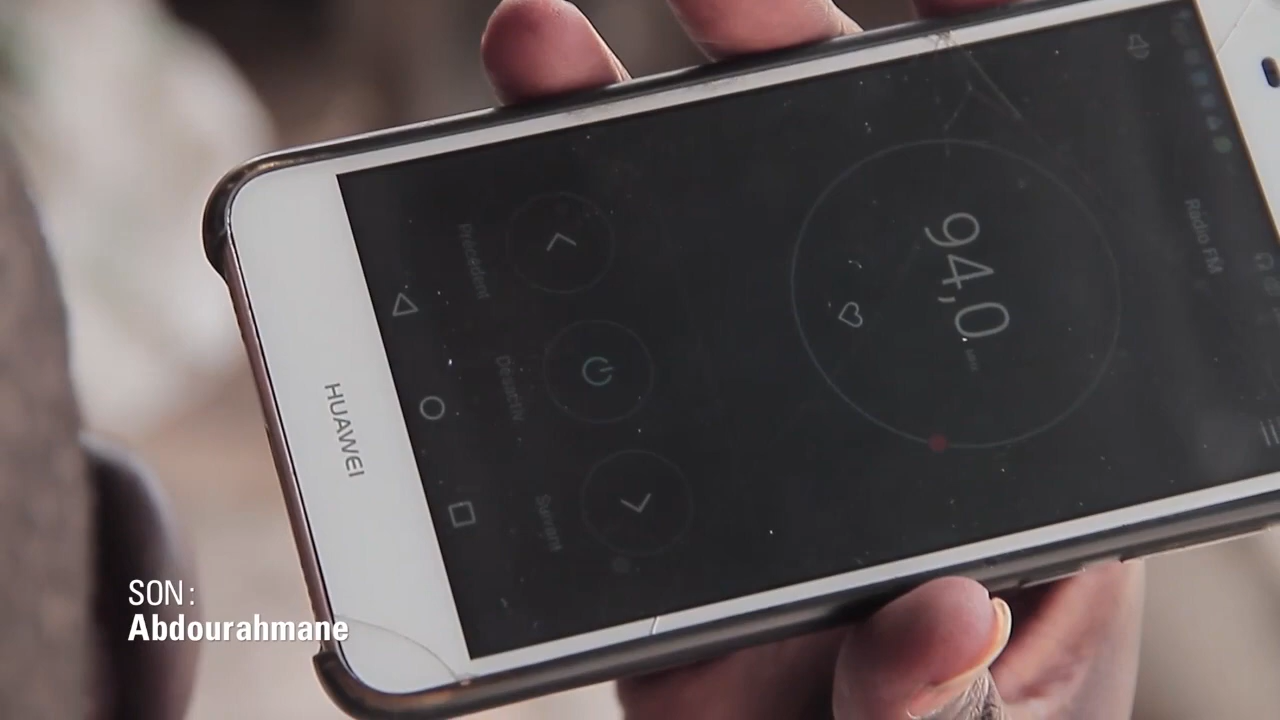 Radio FM
94,0
Précédent
Désactiv
Suivant
HUAWEI
SON :
Abdourahmane